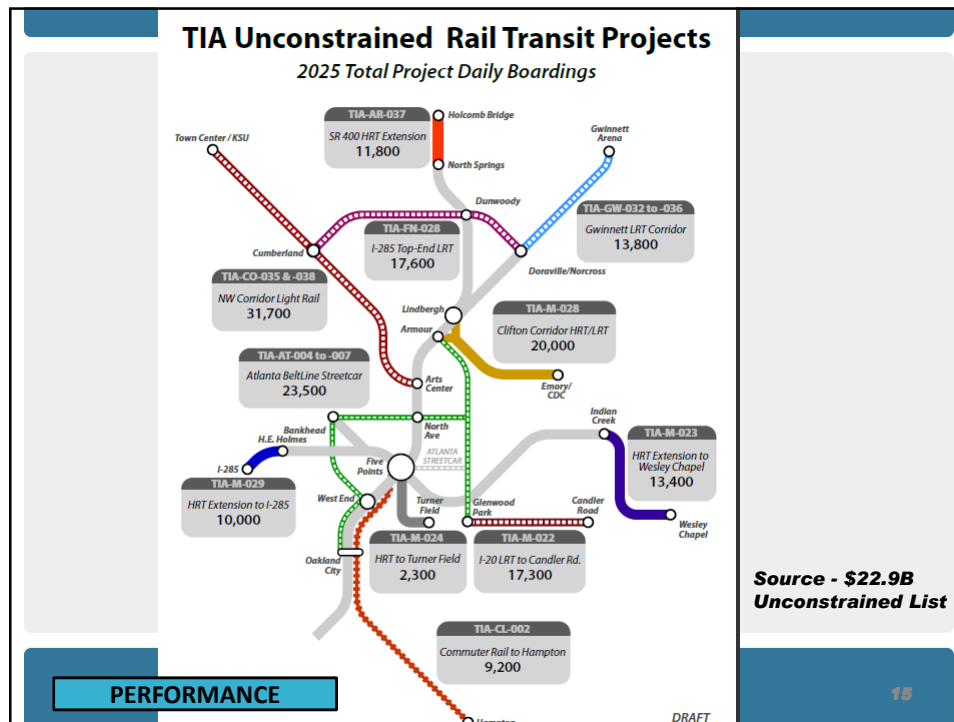 TIA Unconstrained  Rail Transit Projects
2025 Total Project Daily Boardings
TIA-AR-037
SR 400 HRT Extension
11,800
Holcomb Bridge
North Springs
Town Center / KSU
Gwinnett
Arena
Dunwoody
TIA-FN-028
I-285 Top-End LRT
17,600
TIA-GW-032 to -036
Gwinnett LRT Corridor
13,800
Cumberland
Doraville/Norcross
TIA-CO-035 & -038
NW Corridor Light Rail
31,700
Lindbergh
Armour
TIA-M-028
Clifton Corridor HRT/LRT
20,000
TIA-AT-004 to -007
Atlanta BeltLine Streetcar
23,500
Arts
Center
Emory/
CDC
Bankhead
H.E. Holmes
North
Ave
Indian
Creek
TIA-M-023
HRT Extension to
Wesley Chapel
13,400
ATLANTA
STREETCAR
Five
Points
I-285
TIA-M-029
HRT Extension to I-285
10,000
West End
Turner
Field
Glenwood
Park
Candler
Road
Wesley
Chapel
Oakland
City
TIA-M-024
HRT to Turner Field
2,300
TIA-M-022
I-20 LRT to Candler Rd.
17,300
Source - $22.9B
Unconstrained List
TIA-CL-002
Commuter Rail to Hampton
9,200
PERFORMANCE
15
Hampton
DRAFT